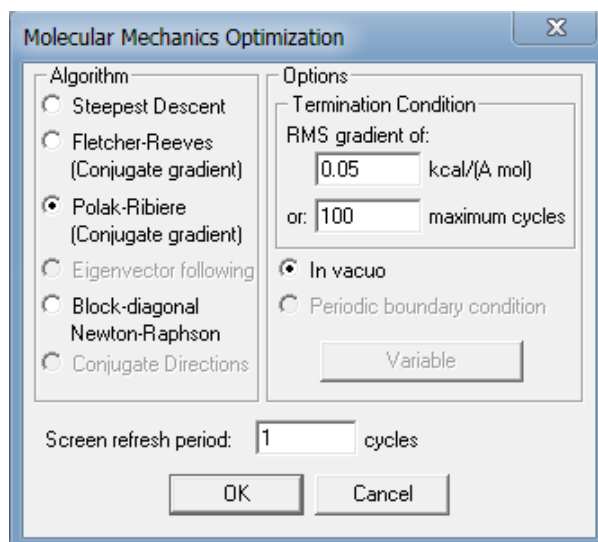 Molecular Mechanics Optimization
Algorithm
Steepest Descent
Fletcher-Reeves
(Conjugate gradient)
Polak-Ribiere
(Conjugate gradient)
Eigenvector following
Block-diagonal
Newton-Raphson
Conjugate Directions
Options
Termination Condition
RMS gradient of:
0.05 kcal/(A mol)
or: 100 maximum cycles
In vacuo
Periodic boundary condition
Variable
Screen refresh period: 1 cycles
OK Cancel